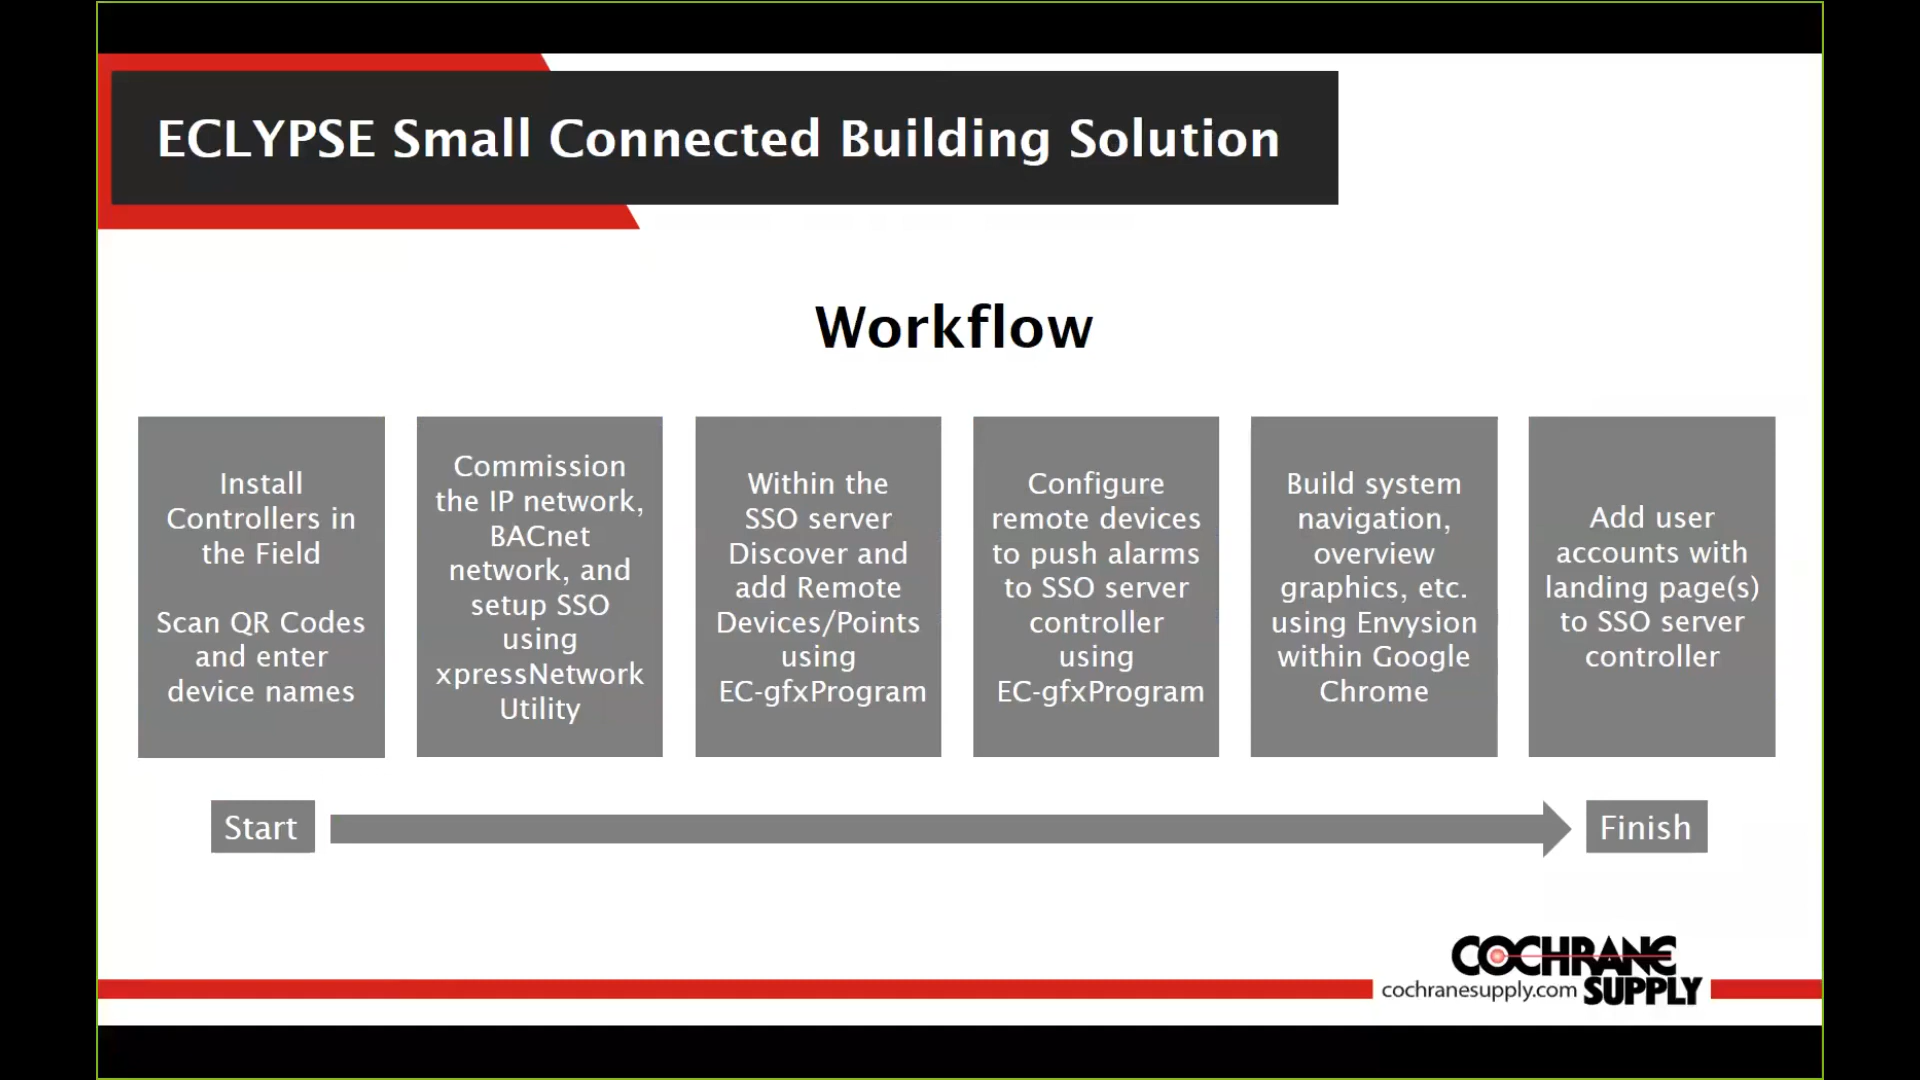 ECLYPSE Small Connected Building Solution
Workflow
Install
Controllers in
the Field
Scan QR Codes
and enter
device names
Commission
the IP network,
BACnet
network, and
setup SSO
using
xpressNetwork
Utility
Within the
SSO server
Discover and
add Remote
Devices/Points
using
EC-gfxProgram
Configure
remote devices
to push alarms
to SSO server
controller
using
EC-gfxProgram
Build system
navigation,
overview
graphics, etc.
using Envysion
within Google
Chrome
Add user
accounts with
landing page(s)
to SSO server
controller
Start
Finish
COCHRANE
cochranesupply.com SUPPLY